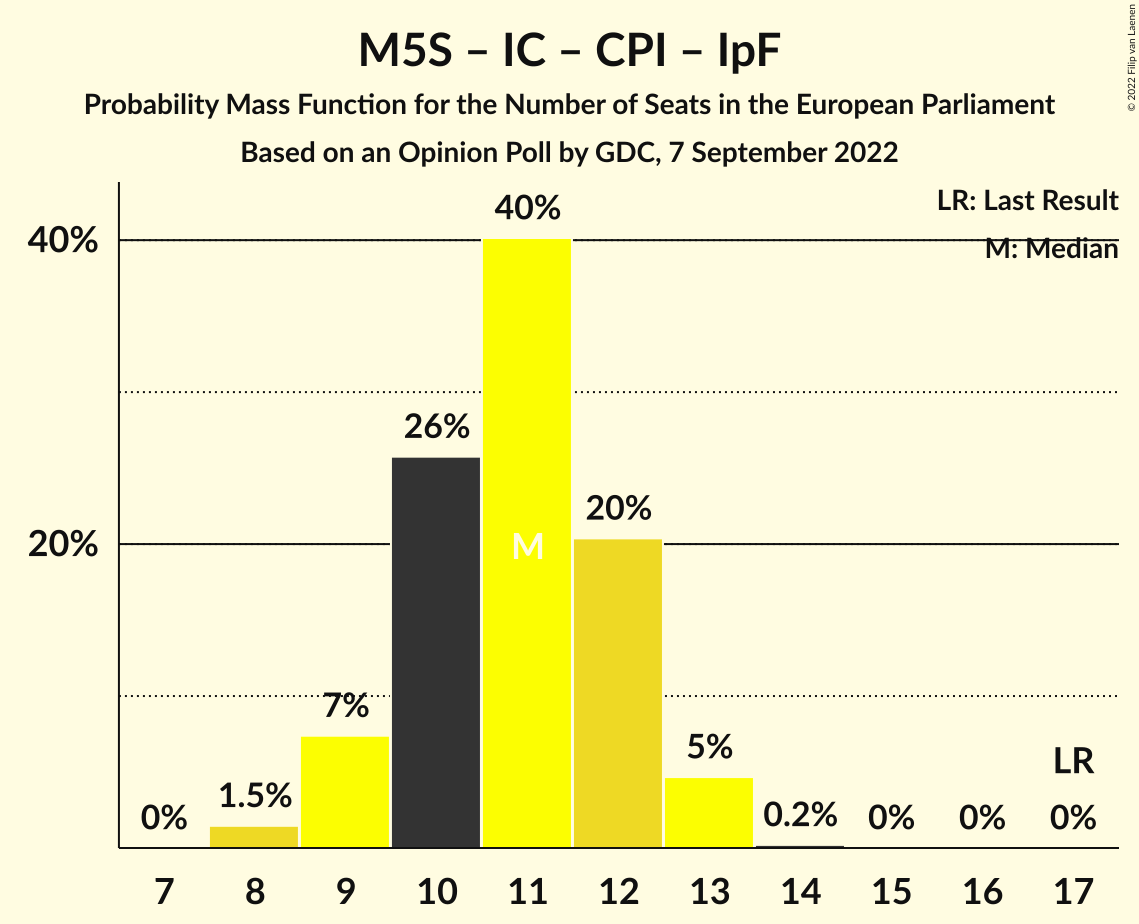 M5S – IC – CPI – IpF
Probability Mass Function for the Number of Seats in the European Parliament
Based on an Opinion Poll by GDC, 7 September 2022
© 2022 Filip van Laenen
LR: Last Result
M: Median
40%
20%
0%
1.5%
7%
26%
40%
M
20%
5%
0.2%
0%
0%
LR
0%
7 8 9 10 11 12 13 14 15 16 17